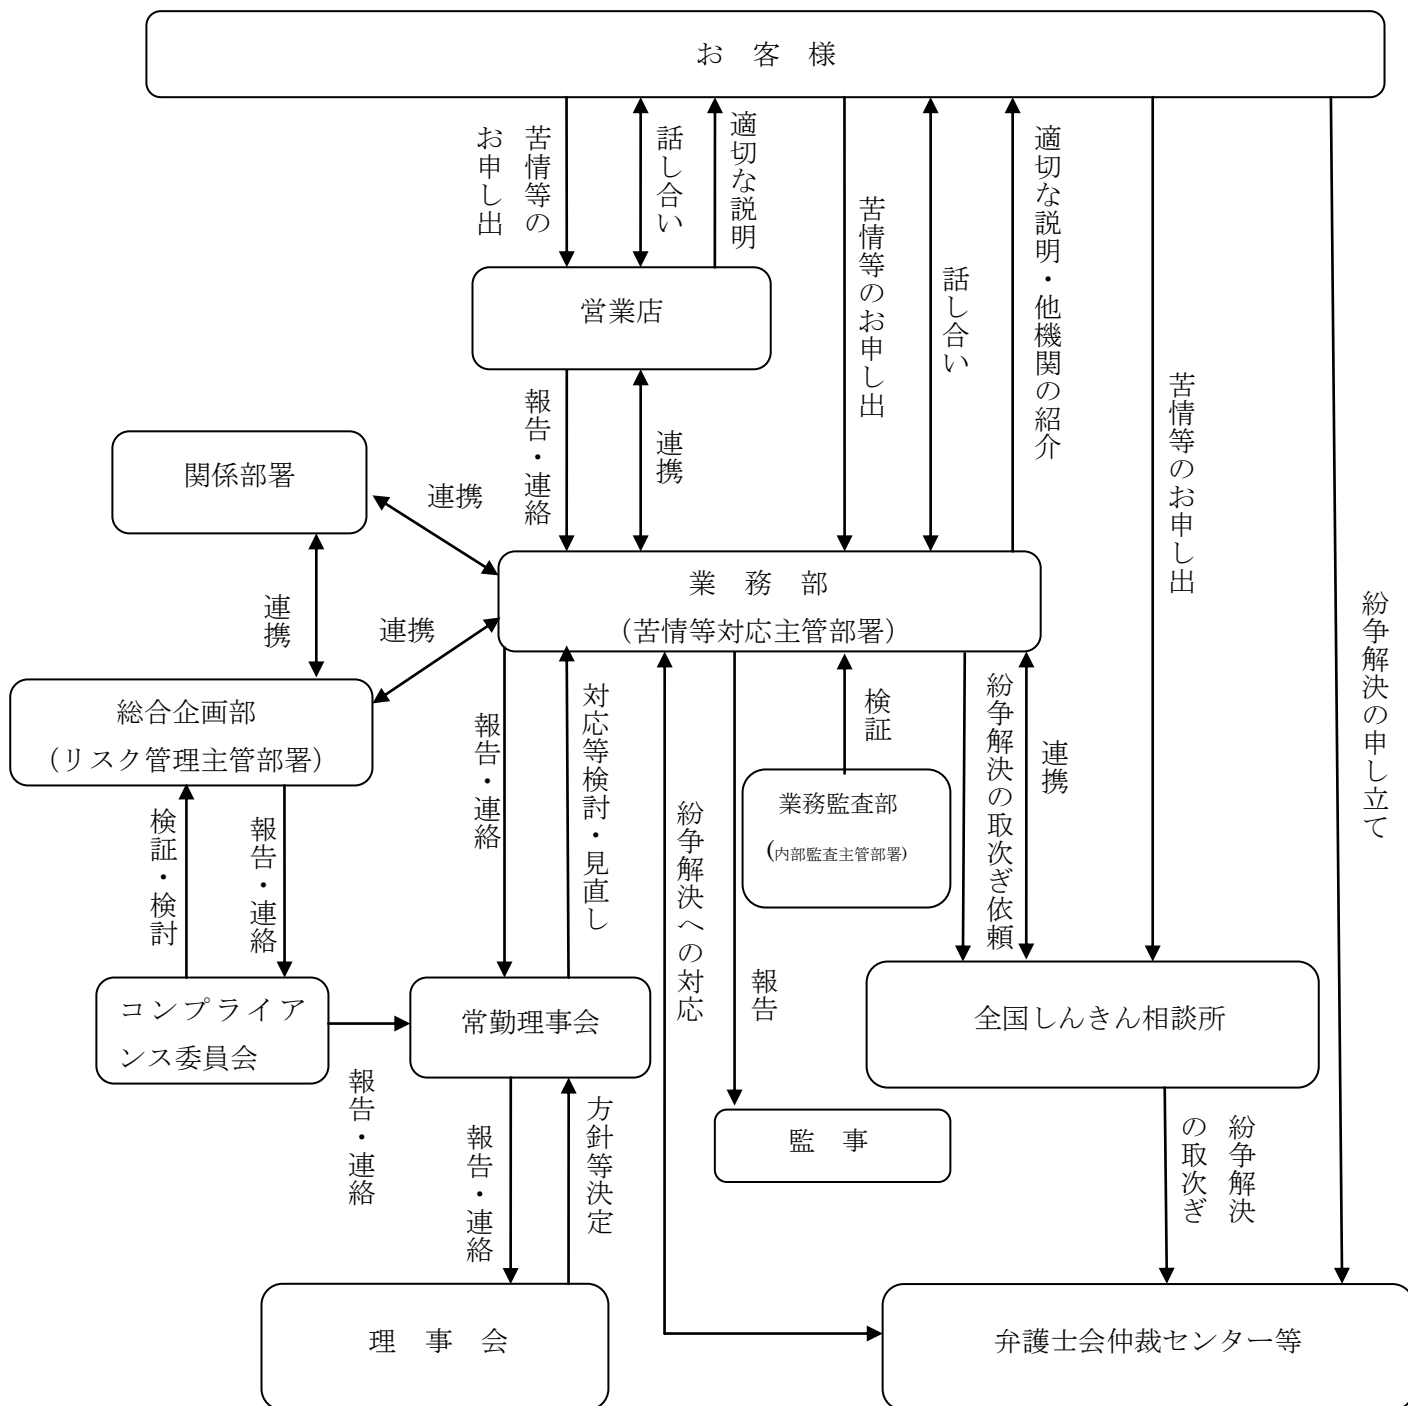 お　客　様
苦情等の
お申し出
話し合い
適切な説明
苦情等のお申し出
話し合い
適切な説明・他機関の紹介
苦情等のお申し出
紛争解決の申し立て
営業店
報告・連絡
連携
関係部署
連携
連携
連携
業　務　部
（苦情等対応主管部署）
総合企画部
（リスク管理主管部署）
検証・検討
報告・連絡
報告・連絡
対応等検討・見直し
紛争解決への対応
報告
検証
業務監査部
（内部監査主管部署）
紛争解決の取次ぎ依頼
連携
コンプライア
ンス委員会
報告・連絡
常勤理事会
全国しんきん相談所
報告・連絡
方針等決定
監　事
紛争解決
の取次ぎ
理　事　会
弁護士会仲裁センター等